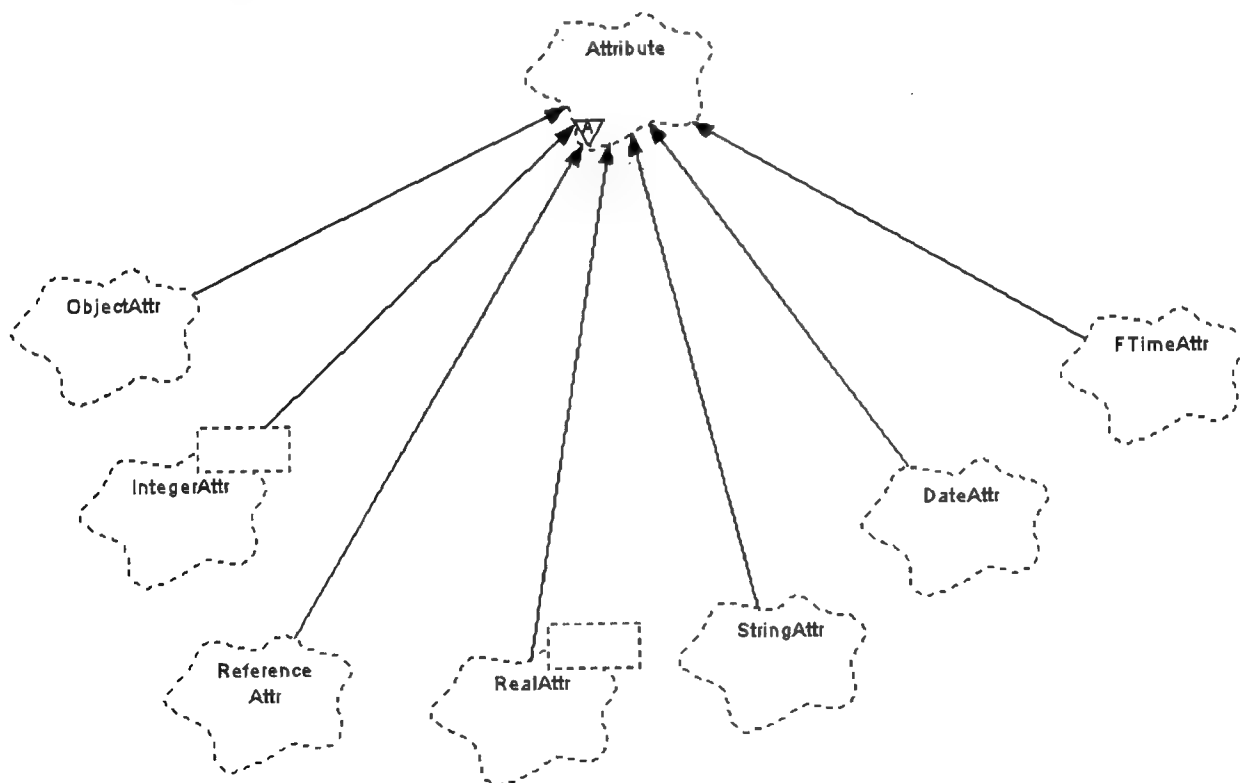 Attribute
A
ObjectAttr
FTimeAttr
IntegerAttr
DateAttr
StringAttr
Reference
Attr
RealAttr